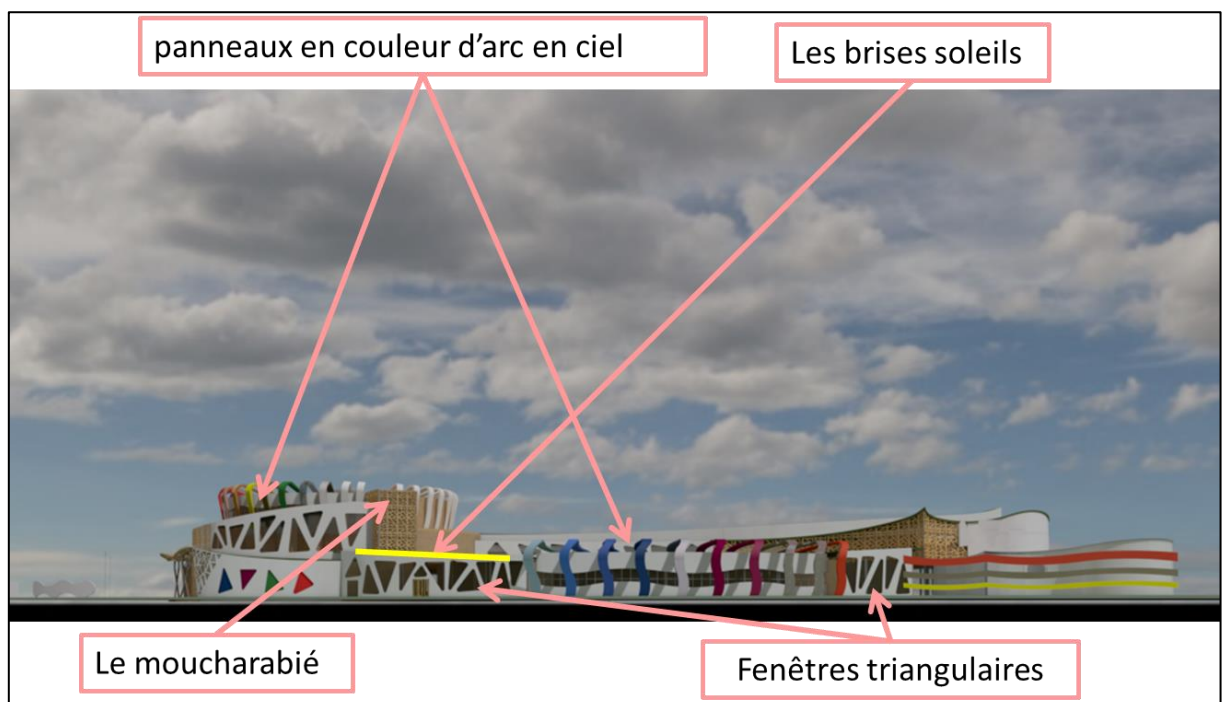 panneaux en couleur d’arc en ciel
Les brises soleils
Le moucharabié
Fenêtres triangulaires